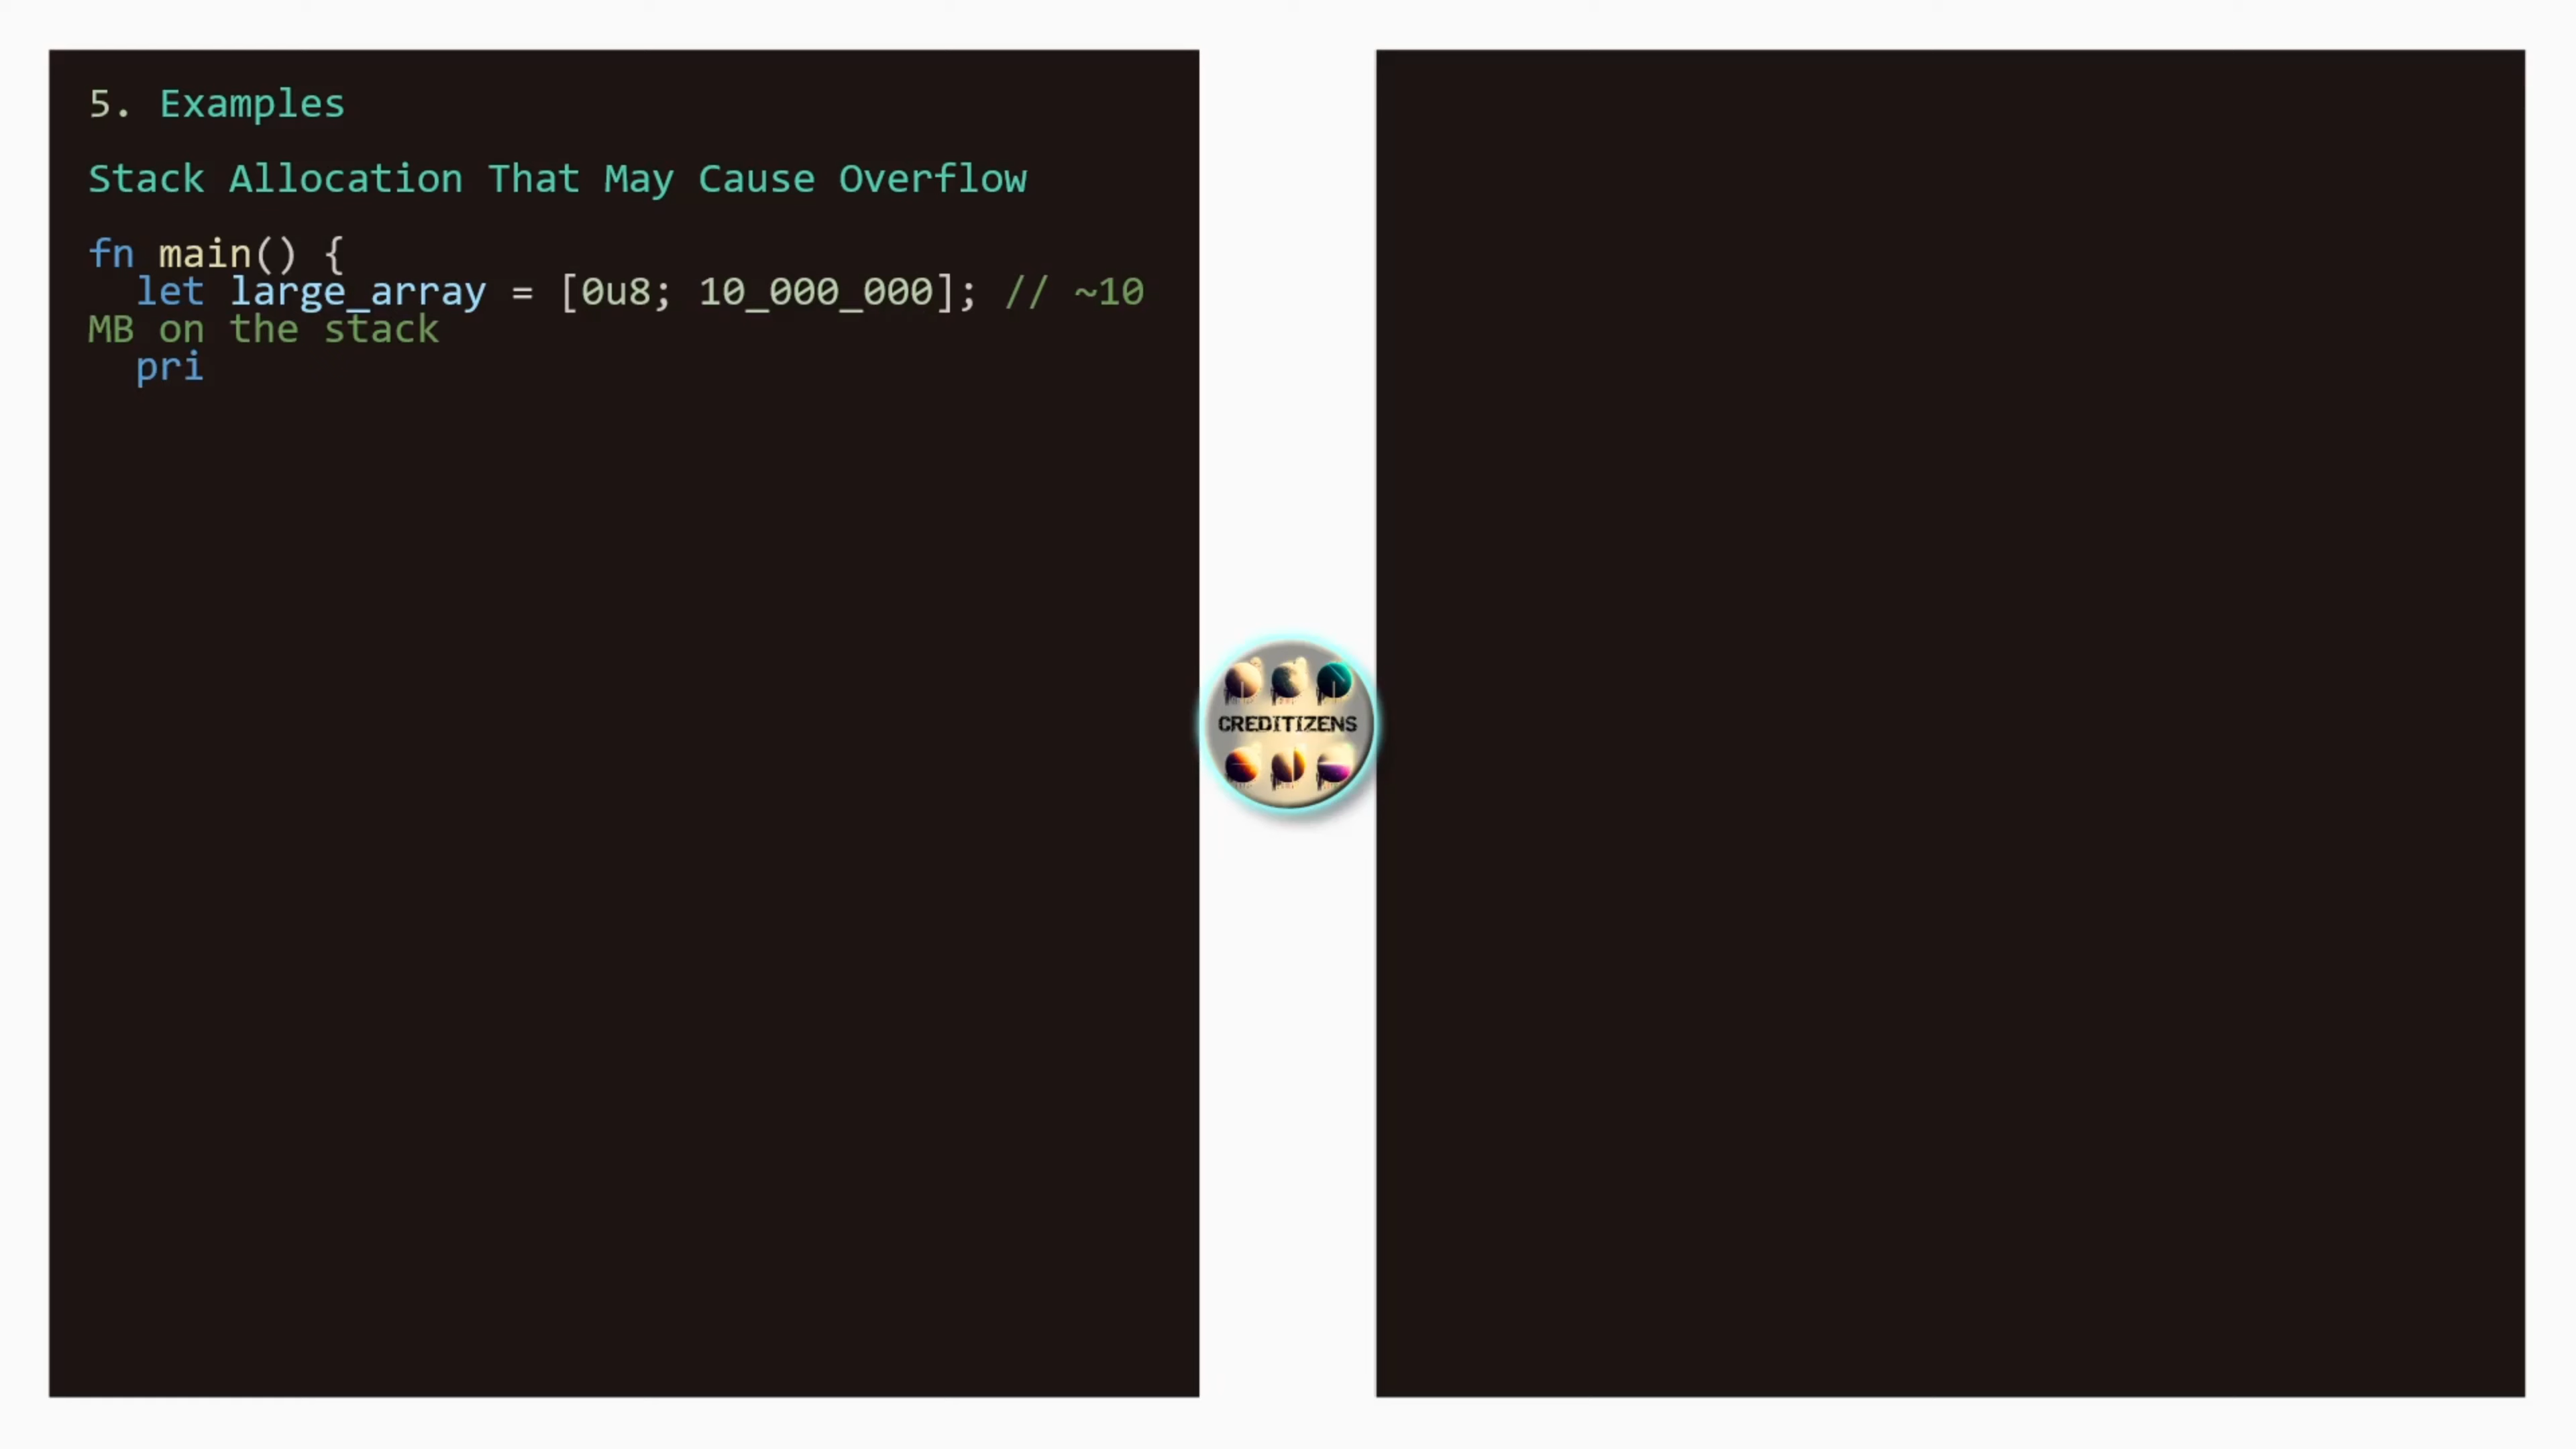 5. Examples
Stack Allocation That May Cause Overflow
fn main() {
  let large_array = [0u8; 10_000_000]; // ~10
MB on the stack
  pri
CREDITIZENS